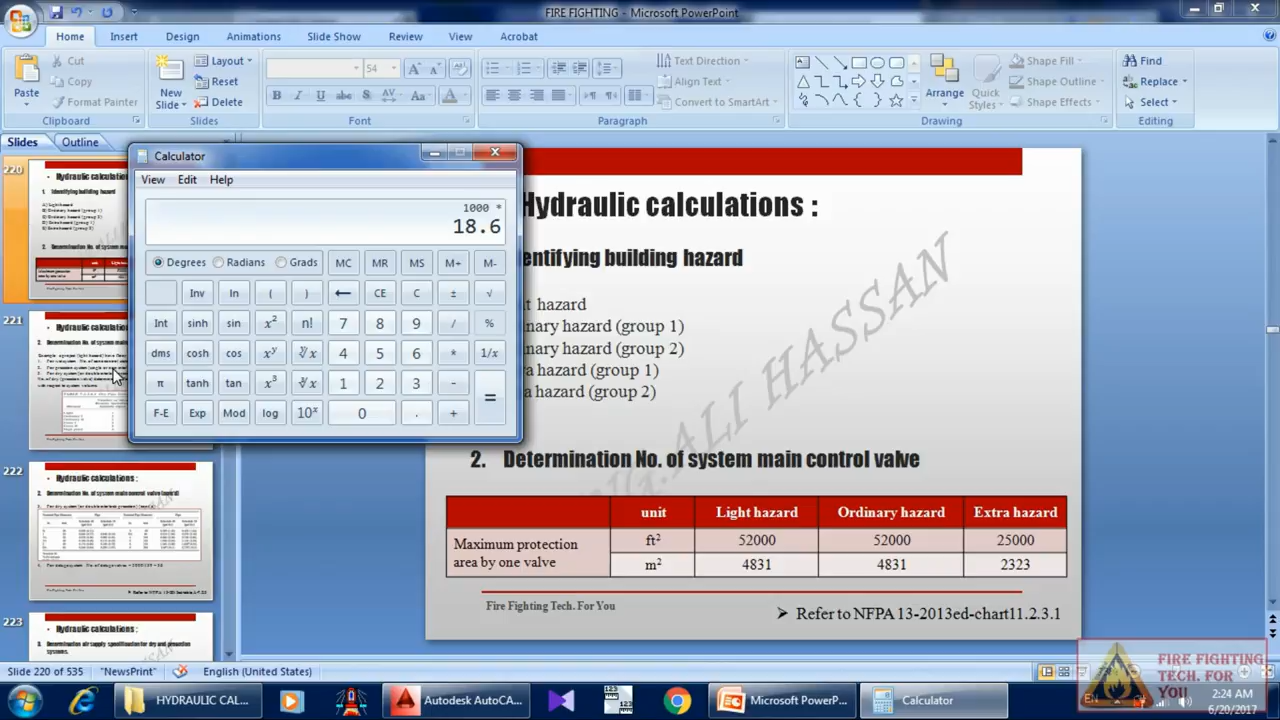 FIRE FIGHTING - Microsoft PowerPoint
Home Insert Design Animations Slide Show Review View Acrobat
Paste
Cut
Copy
Format Painter
Clipboard
New Slide
Layout
Reset
Delete
Slides
54
Font
Text Direction
Align Text
Convert to SmartArt
Paragraph
Arrange
Quick Styles
Shape Fill
Shape Outline
Shape Effects
Drawing
Find
Replace
Select
Editing
Slides Outline
220
221
222
223
Calculator
View Edit Help
1000 *
18.6
Degrees Radians Grads MC MR MS M+ M-
Inv ln ( ) ← CE C ± √
Int sinh sin x² n! 7 8 9 / %
dms cosh cos xʸ ʸ√x 4 5 6 * 1/x
π tanh tan x³ ³√x 1 2 3 - =
F-E Exp Mod log 10ˣ 0 . +
Hydraulic calculations :
entifying building hazard
t hazard
nary hazard (group 1)
nary hazard (group 2)
a hazard (group 1)
a hazard (group 2)
2. Determination No. of system main control valve
unit Light hazard Ordinary hazard Extra hazard
Maximum protection area by one valve
ft² 52000 52000 25000
m² 4831 4831 2323
Fire Fighting Tech. For You
➢ Refer to NFPA 13-2013ed-chart11.2.3.1
Slide 220 of 535 "NewsPrint" English (United States)
FIRE FIGHTING
TECH. FOR
YOU
HYDRAULIC CAL... Autodesk AutoCA... Microsoft PowerP... Calculator
EN
2:24 AM
6/20/2017